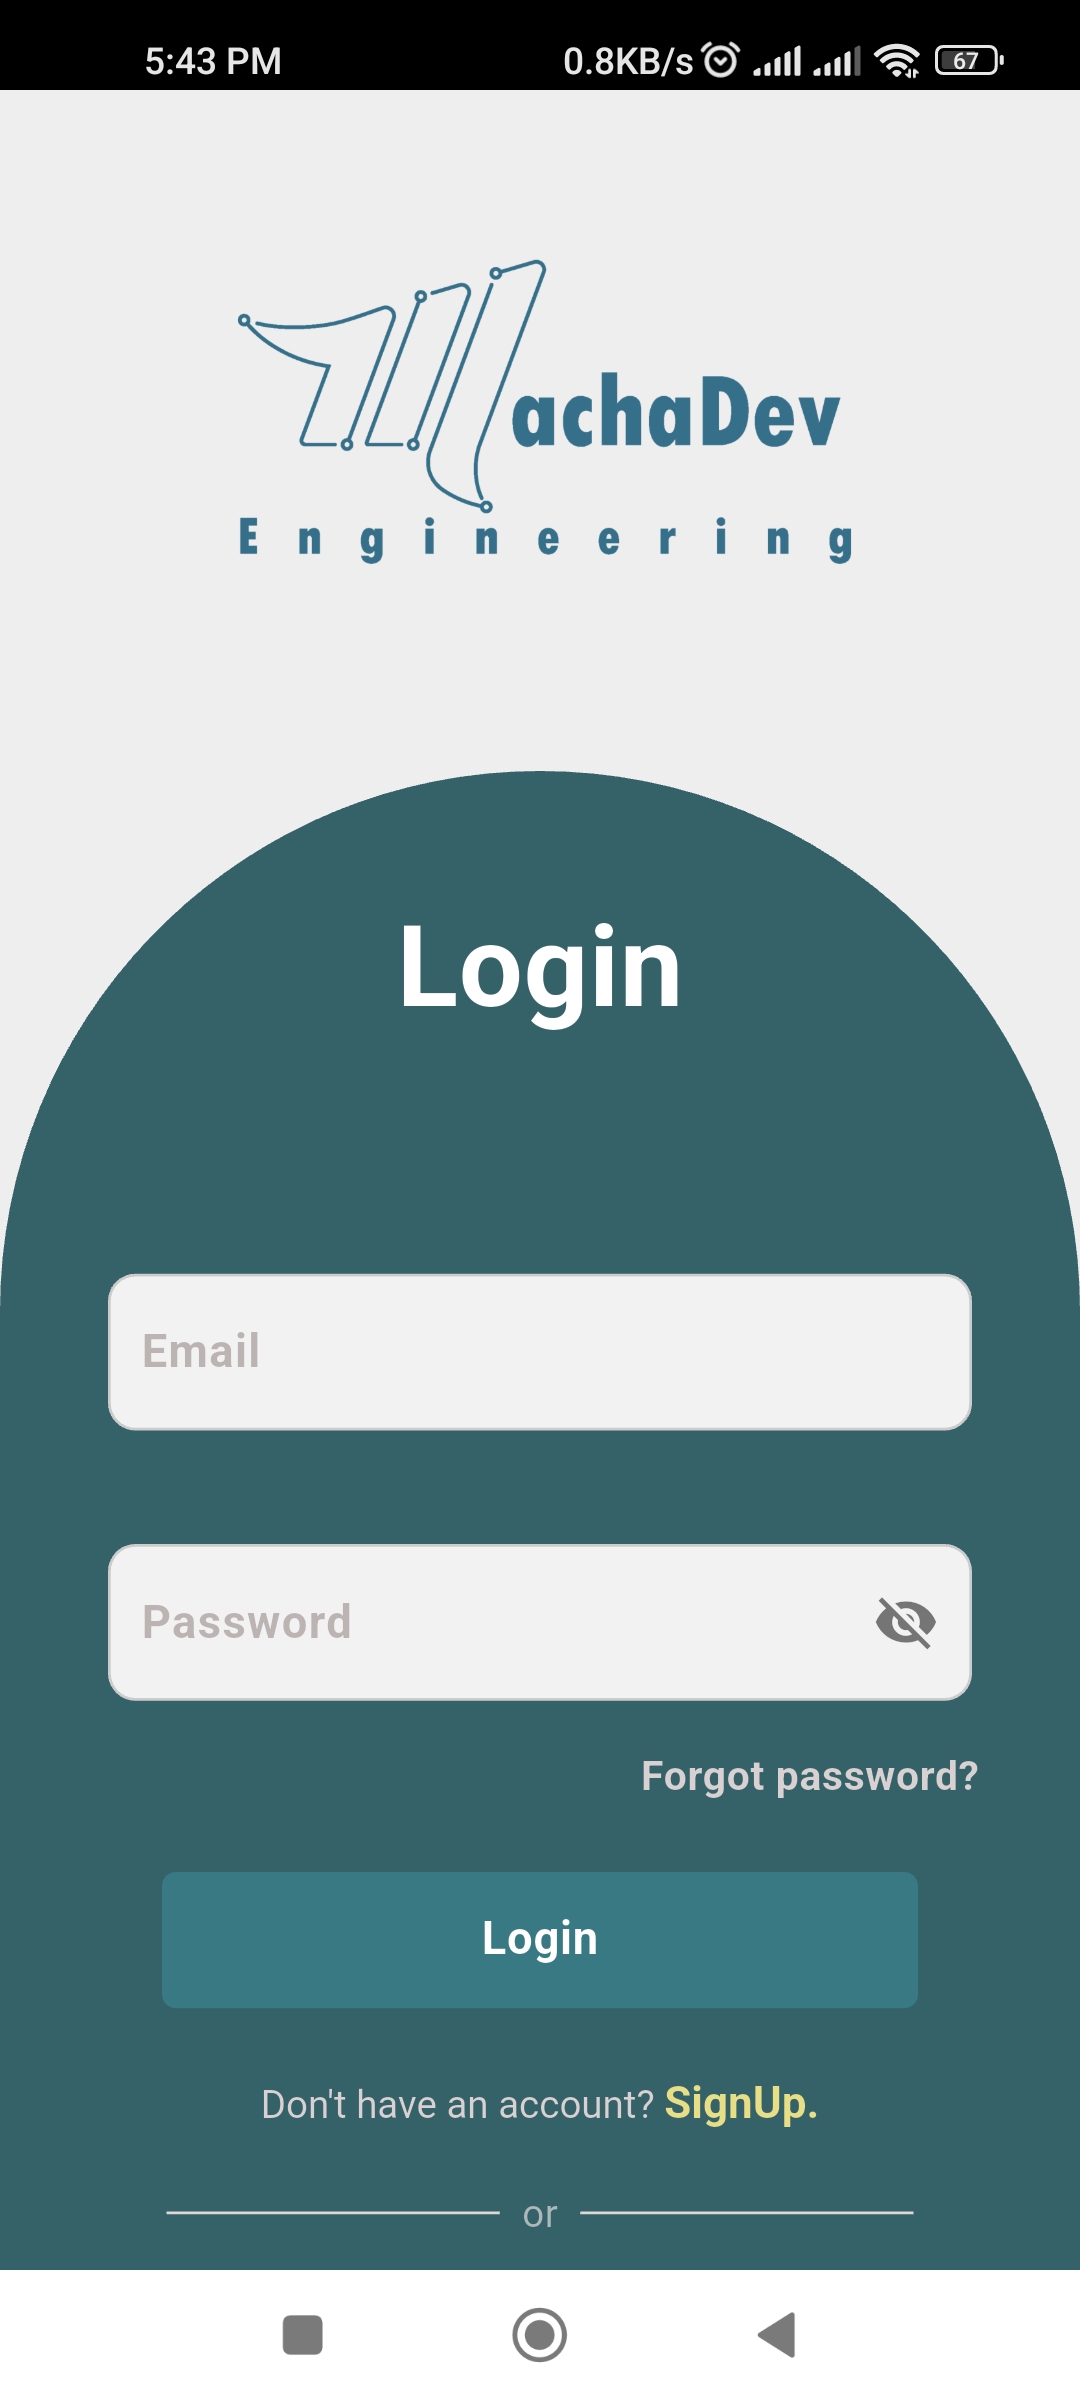 5:43 PM 0.8KB/s 67
MachaDev
Engineering
Login
Email
Password
Forgot password?
Login
Don't have an account? SignUp.
or